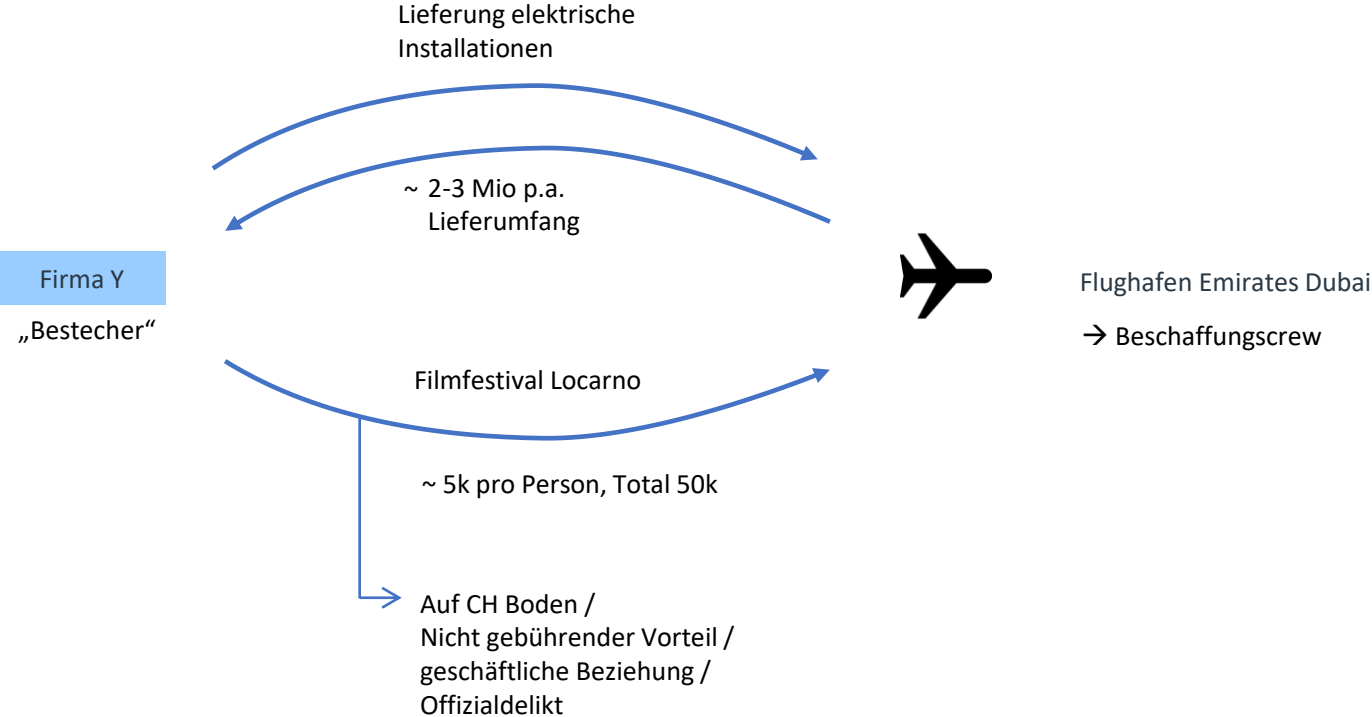 Lieferung elektrische
Installationen
~ 2-3 Mio p.a.
Lieferumfang
Firma Y
„Bestecher“
Flughafen Emirates Dubai
→ Beschaffungscrew
Filmfestival Locarno
~ 5k pro Person, Total 50k
Auf CH Boden /
Nicht gebührender Vorteil /
geschäftliche Beziehung /
Offizialdelikt